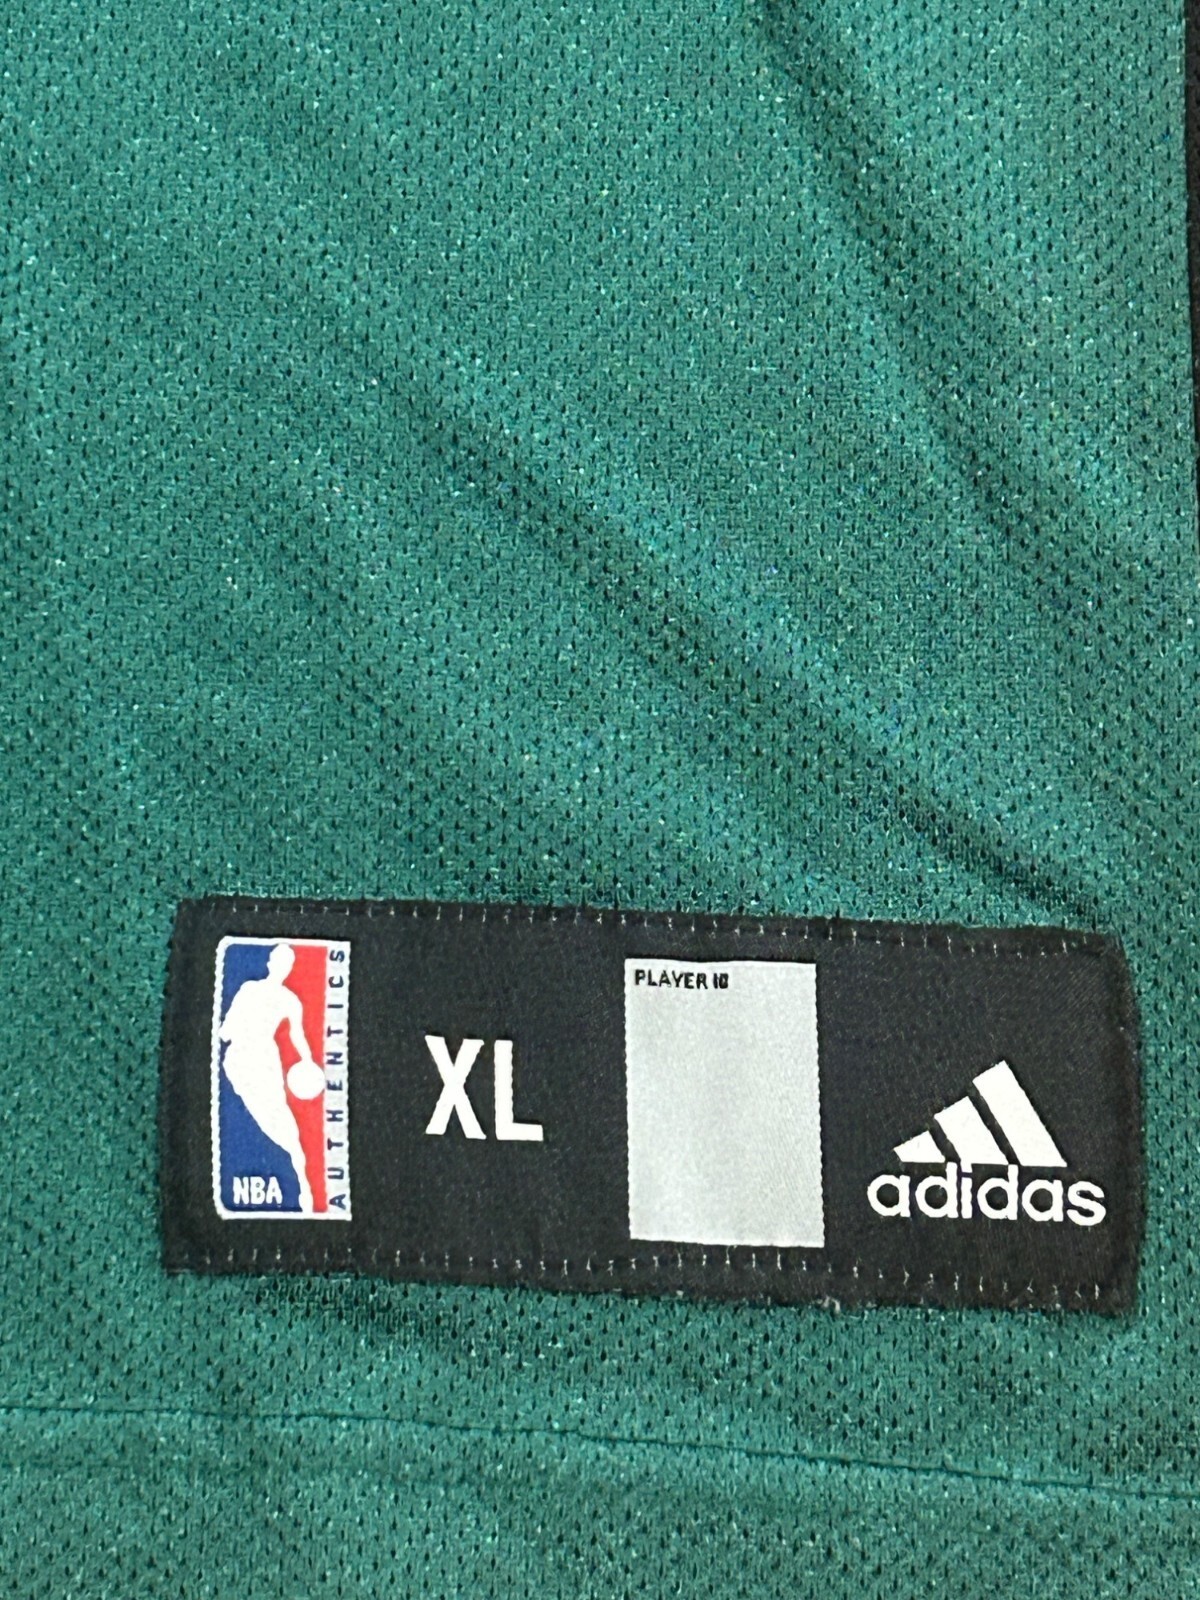 NBA
AUTHENTICS
XL
PLAYER ID
adidas